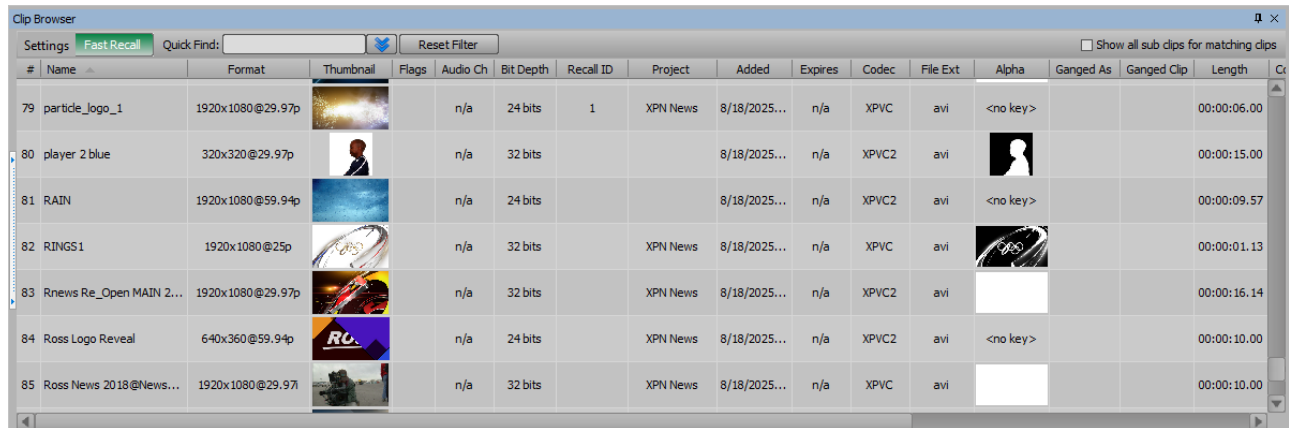 Clip Browser
Settings Fast Recall Quick Find: Reset Filter Show all sub clips for matching clips
# Name Format Thumbnail Flags Audio Ch Bit Depth Recall ID Project Added Expires Codec File Ext Alpha Ganged As Ganged Clip Length
79 particle_logo_1 1920x1080@29.97p n/a 24 bits 1 XPN News 8/18/2025... n/a XPVC avi <no key> 00:00:06.00
80 player 2 blue 320x320@29.97p n/a 32 bits 8/18/2025... n/a XPVC2 avi 00:00:15.00
81 RAIN 1920x1080@59.94p n/a 24 bits 8/18/2025... n/a XPVC2 avi <no key> 00:00:09.57
82 RINGS1 1920x1080@25p n/a 32 bits XPN News 8/18/2025... n/a XPVC avi 00:00:01.13
83 Rnews Re_Open MAIN 2... 1920x1080@29.97p n/a 32 bits XPN News 8/18/2025... n/a XPVC2 avi 00:00:16.14
84 Ross Logo Reveal 640x360@59.94p n/a 24 bits XPN News 8/18/2025... n/a XPVC2 avi <no key> 00:00:10.00
85 Ross News 2018@News... 1920x1080@29.97i n/a 32 bits XPN News 8/18/2025... n/a XPVC avi 00:00:10.00